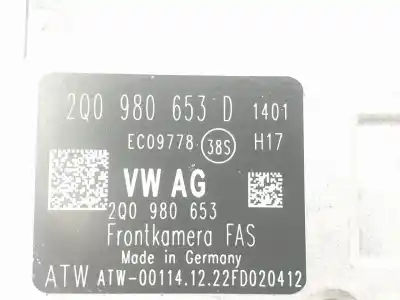 2Q0 980 653 D 1401
EC09778 38S H17
VW AG
2Q0 980 653
Frontkamera FAS
Made in Germany
ATW ATW-00114.12.22FD020412